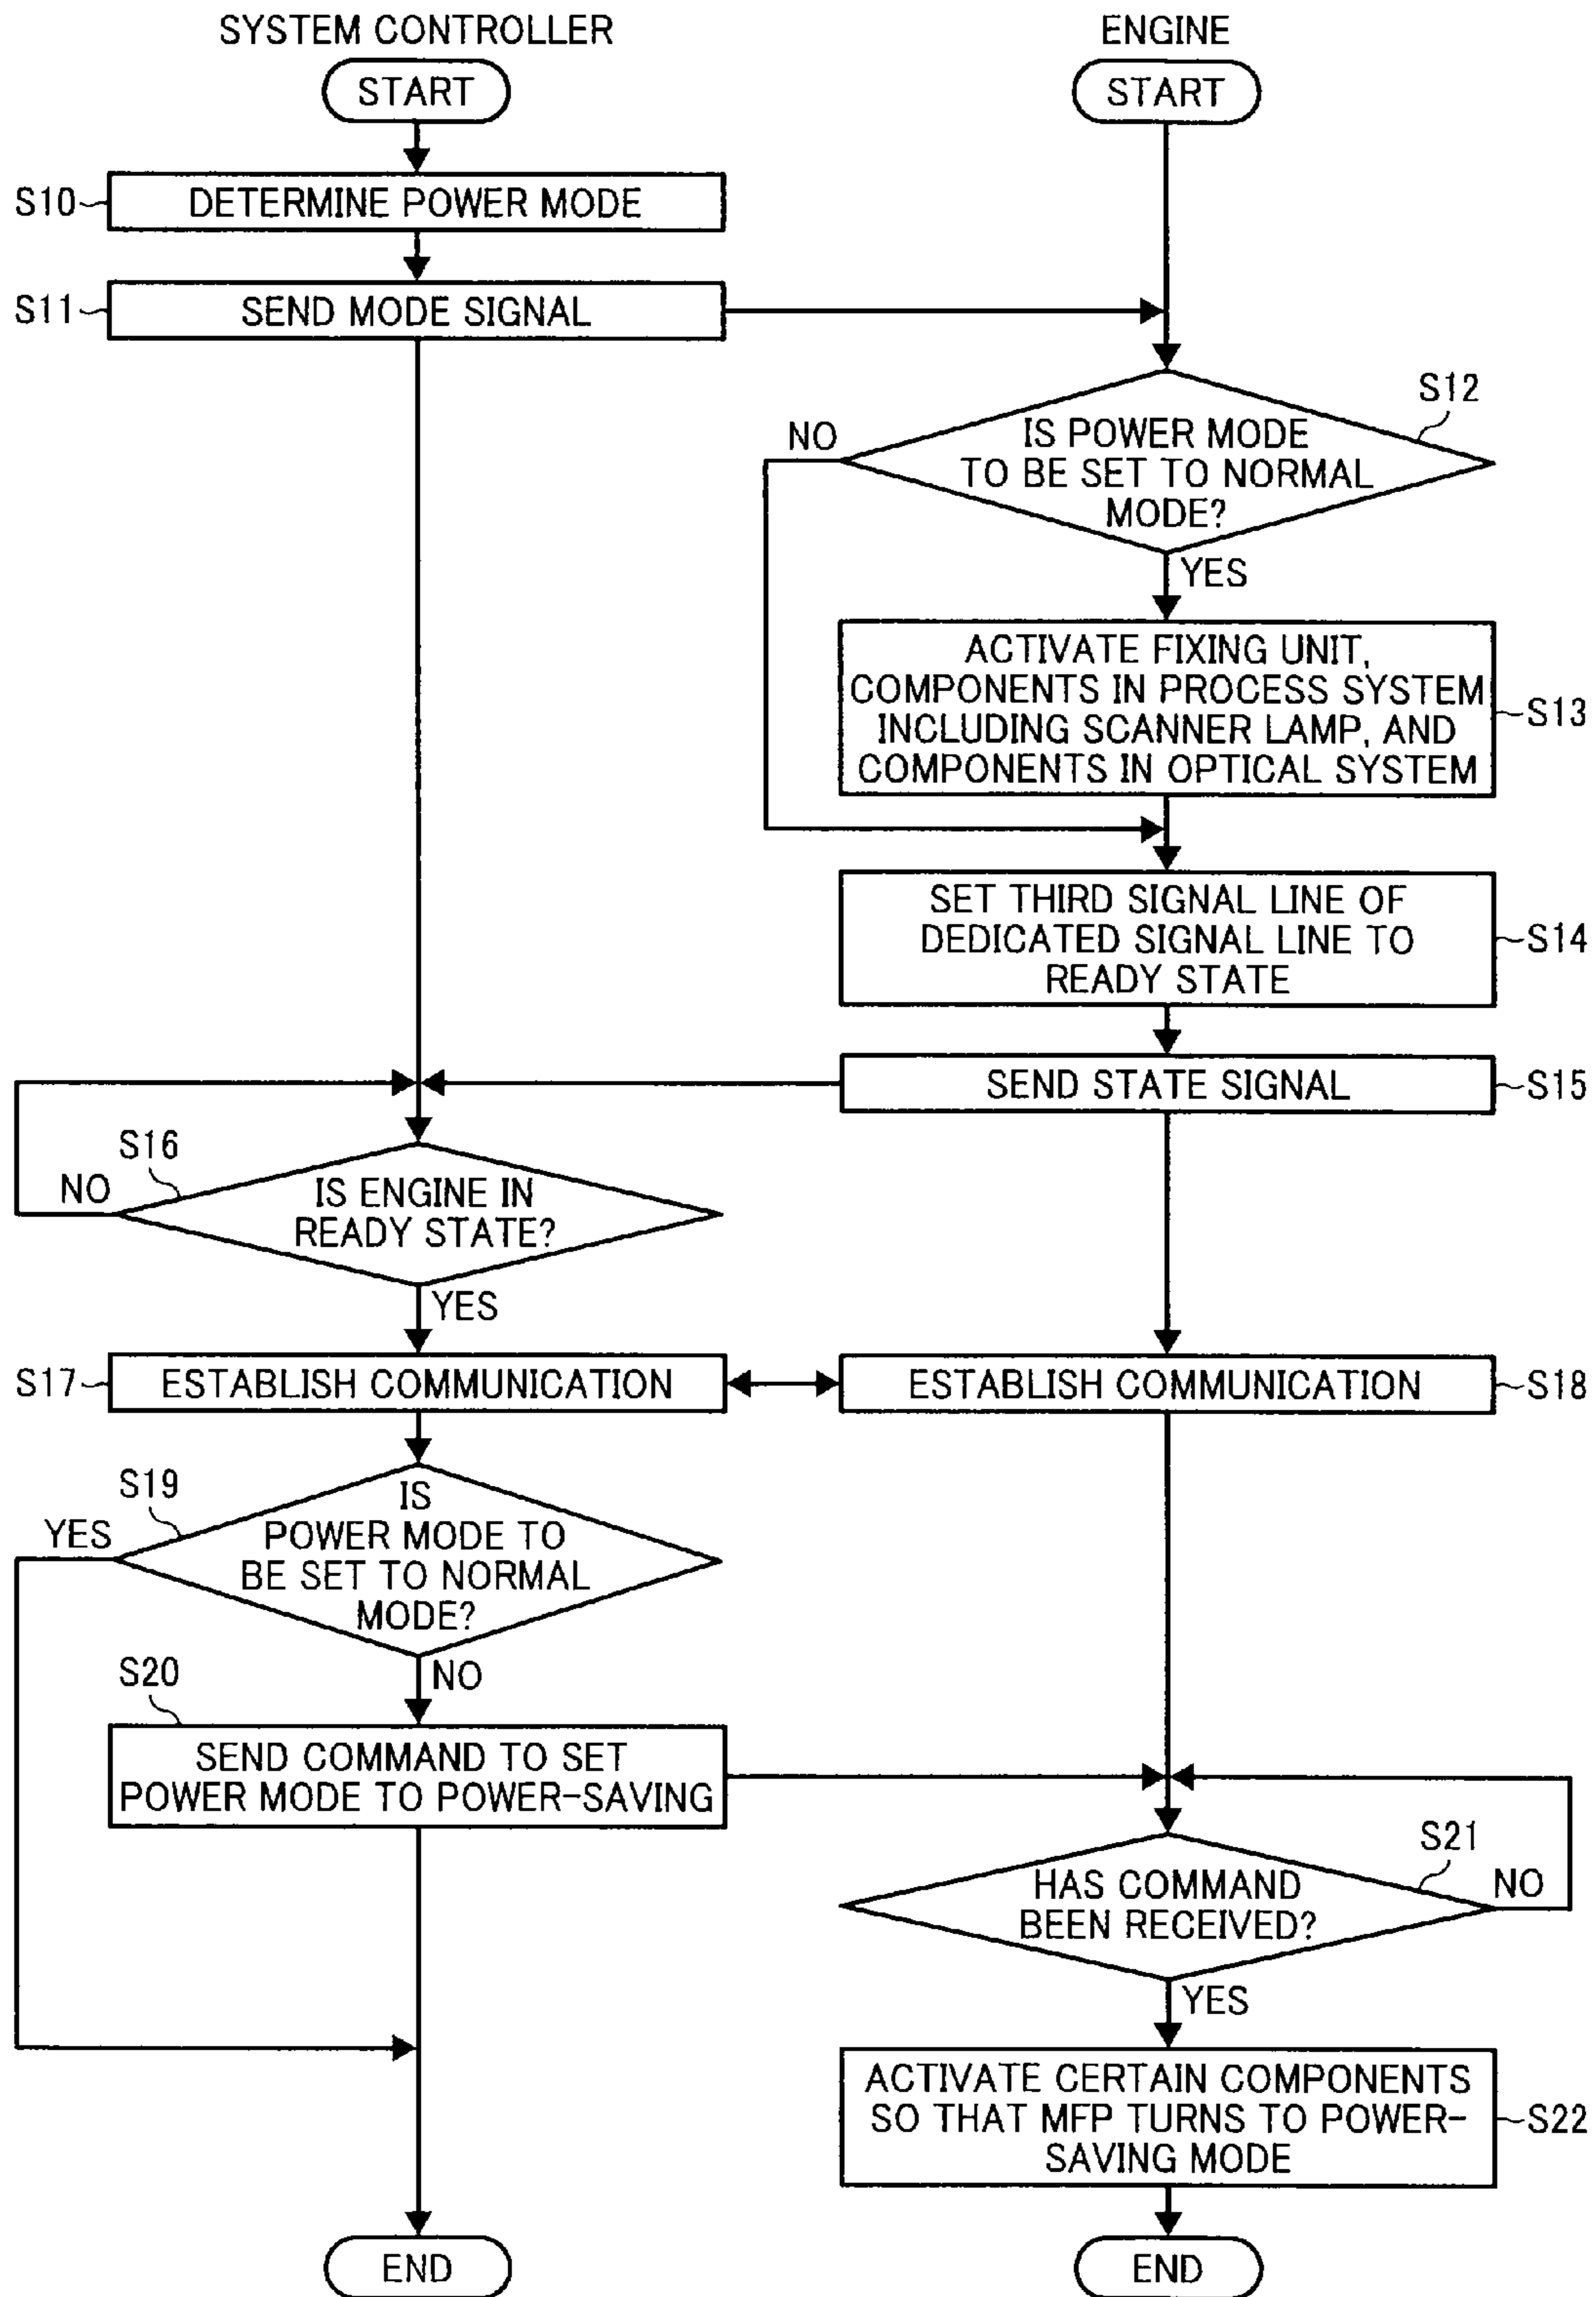 SYSTEM CONTROLLER
ENGINE
START
START
S10
DETERMINE POWER MODE
S11
SEND MODE SIGNAL
S12
NO
IS POWER MODE
TO BE SET TO NORMAL
MODE?
YES
ACTIVATE FIXING UNIT,
COMPONENTS IN PROCESS SYSTEM
INCLUDING SCANNER LAMP, AND
COMPONENTS IN OPTICAL SYSTEM
S13
SET THIRD SIGNAL LINE OF
DEDICATED SIGNAL LINE TO
READY STATE
S14
SEND STATE SIGNAL
S15
S16
NO
IS ENGINE IN
READY STATE?
YES
S17
ESTABLISH COMMUNICATION
ESTABLISH COMMUNICATION
S18
S19
YES
IS
POWER MODE TO
BE SET TO NORMAL
MODE?
NO
S20
SEND COMMAND TO SET
POWER MODE TO POWER-SAVING
S21
HAS COMMAND
BEEN RECEIVED?
NO
YES
ACTIVATE CERTAIN COMPONENTS
SO THAT MFP TURNS TO POWER-
SAVING MODE
S22
END
END